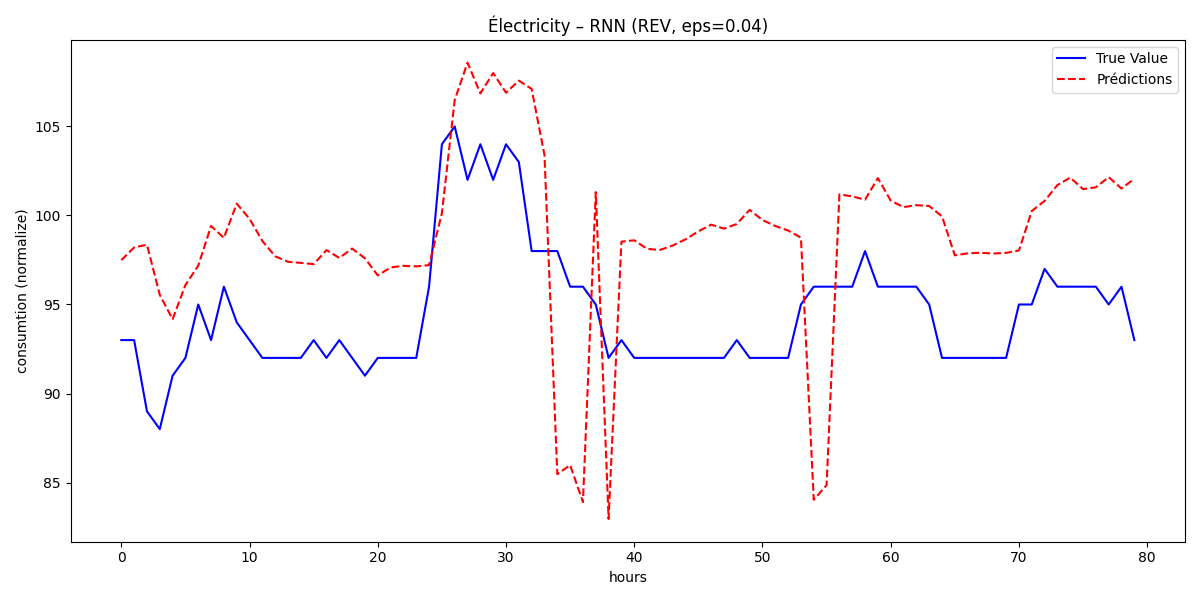 Électricity – RNN (REV, eps=0.04)
True Value
Prédictions
consumtion (normalize)
105
100
95
90
85
0 10 20 30 40 50 60 70 80
hours